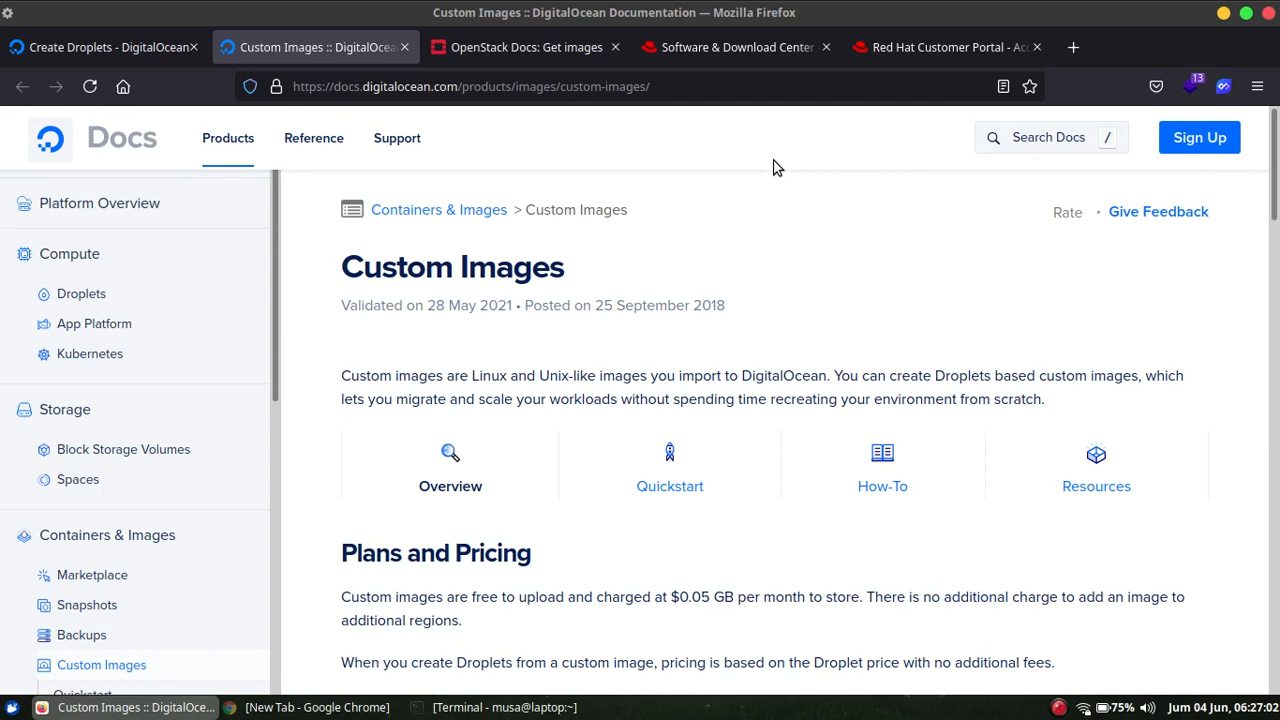 Custom Images :: DigitalOcean Documentation — Mozilla Firefox
Create Droplets - DigitalOcean
Custom Images :: DigitalOcea
OpenStack Docs: Get images
Software & Download Center
Red Hat Customer Portal - Acc
https://docs.digitalocean.com/products/images/custom-images/
13
Docs
Products
Reference
Support
Search Docs
/
Sign Up
Platform Overview
Compute
Droplets
App Platform
Kubernetes
Storage
Block Storage Volumes
Spaces
Containers & Images
Marketplace
Snapshots
Backups
Custom Images
Quickstart
Containers & Images > Custom Images
Rate • Give Feedback
Custom Images
Validated on 28 May 2021 • Posted on 25 September 2018
Custom images are Linux and Unix-like images you import to DigitalOcean. You can create Droplets based custom images, which
lets you migrate and scale your workloads without spending time recreating your environment from scratch.
Overview
Quickstart
How-To
Resources
Plans and Pricing
Custom images are free to upload and charged at $0.05 GB per month to store. There is no additional charge to add an image to
additional regions.
When you create Droplets from a custom image, pricing is based on the Droplet price with no additional fees.
Custom Images :: DigitalOce...
[New Tab - Google Chrome]
[Terminal - musa@laptop:~]
75%
Jum 04 Jun, 06:27:02